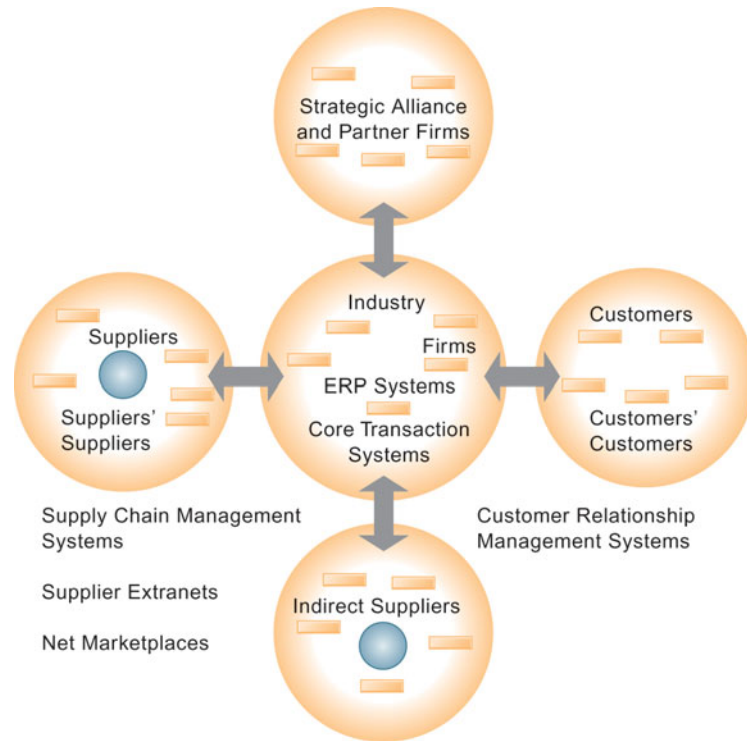 Strategic Alliance
and Partner Firms
Industry
Firms
ERP Systems
Core Transaction
Systems
Suppliers
Suppliers’
Suppliers
Customers
Customers’
Customers
Supply Chain Management
Systems
Supplier Extranets
Net Marketplaces
Customer Relationship
Management Systems
Indirect Suppliers